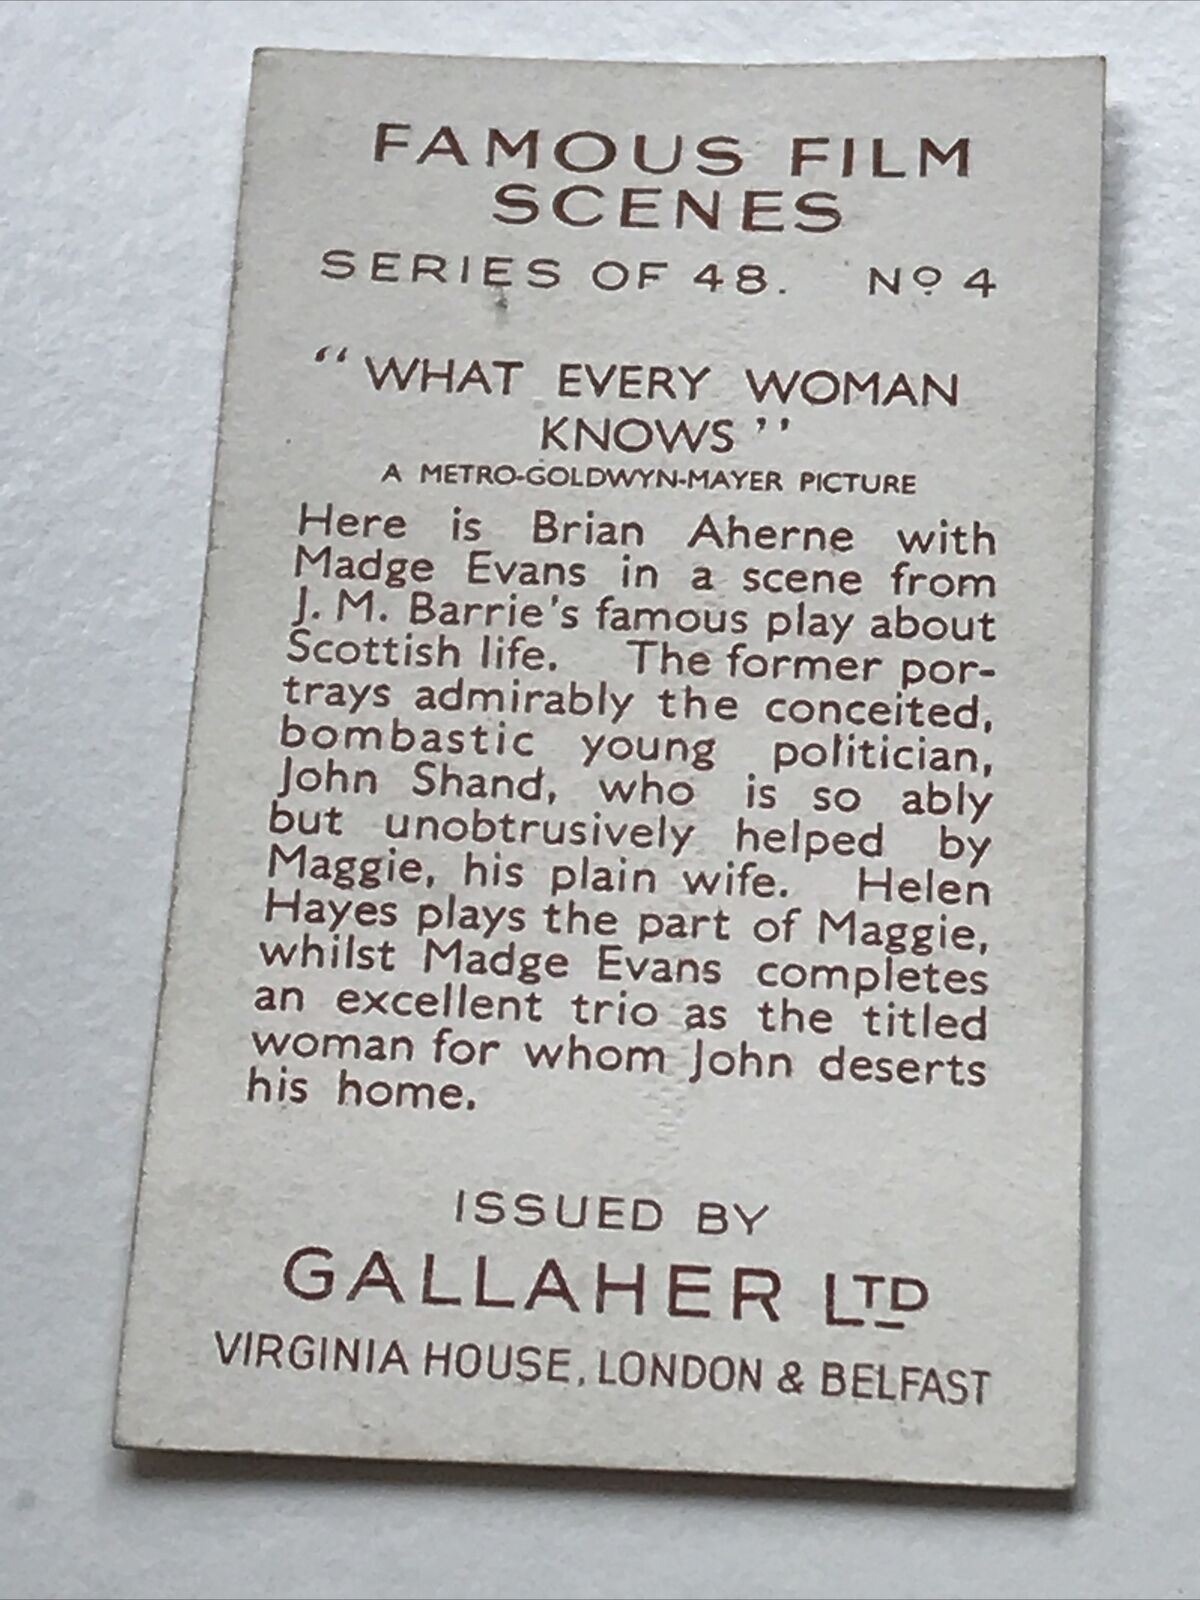 FAMOUS FILM
SCENES
SERIES OF 48. Nº 4
“WHAT EVERY WOMAN
KNOWS”
A METRO-GOLDWYN-MAYER PICTURE
Here is Brian Aherne with
Madge Evans in a scene from
J. M. Barrie's famous play about
Scottish life. The former por-
trays admirably the conceited,
bombastic young politician,
John Shand, who is so ably
but unobtrusively helped by
Maggie, his plain wife. Helen
Hayes plays the part of Maggie,
whilst Madge Evans completes
an excellent trio as the titled
woman for whom John deserts
his home.
ISSUED BY
GALLAHER LTD
VIRGINIA HOUSE, LONDON & BELFAST